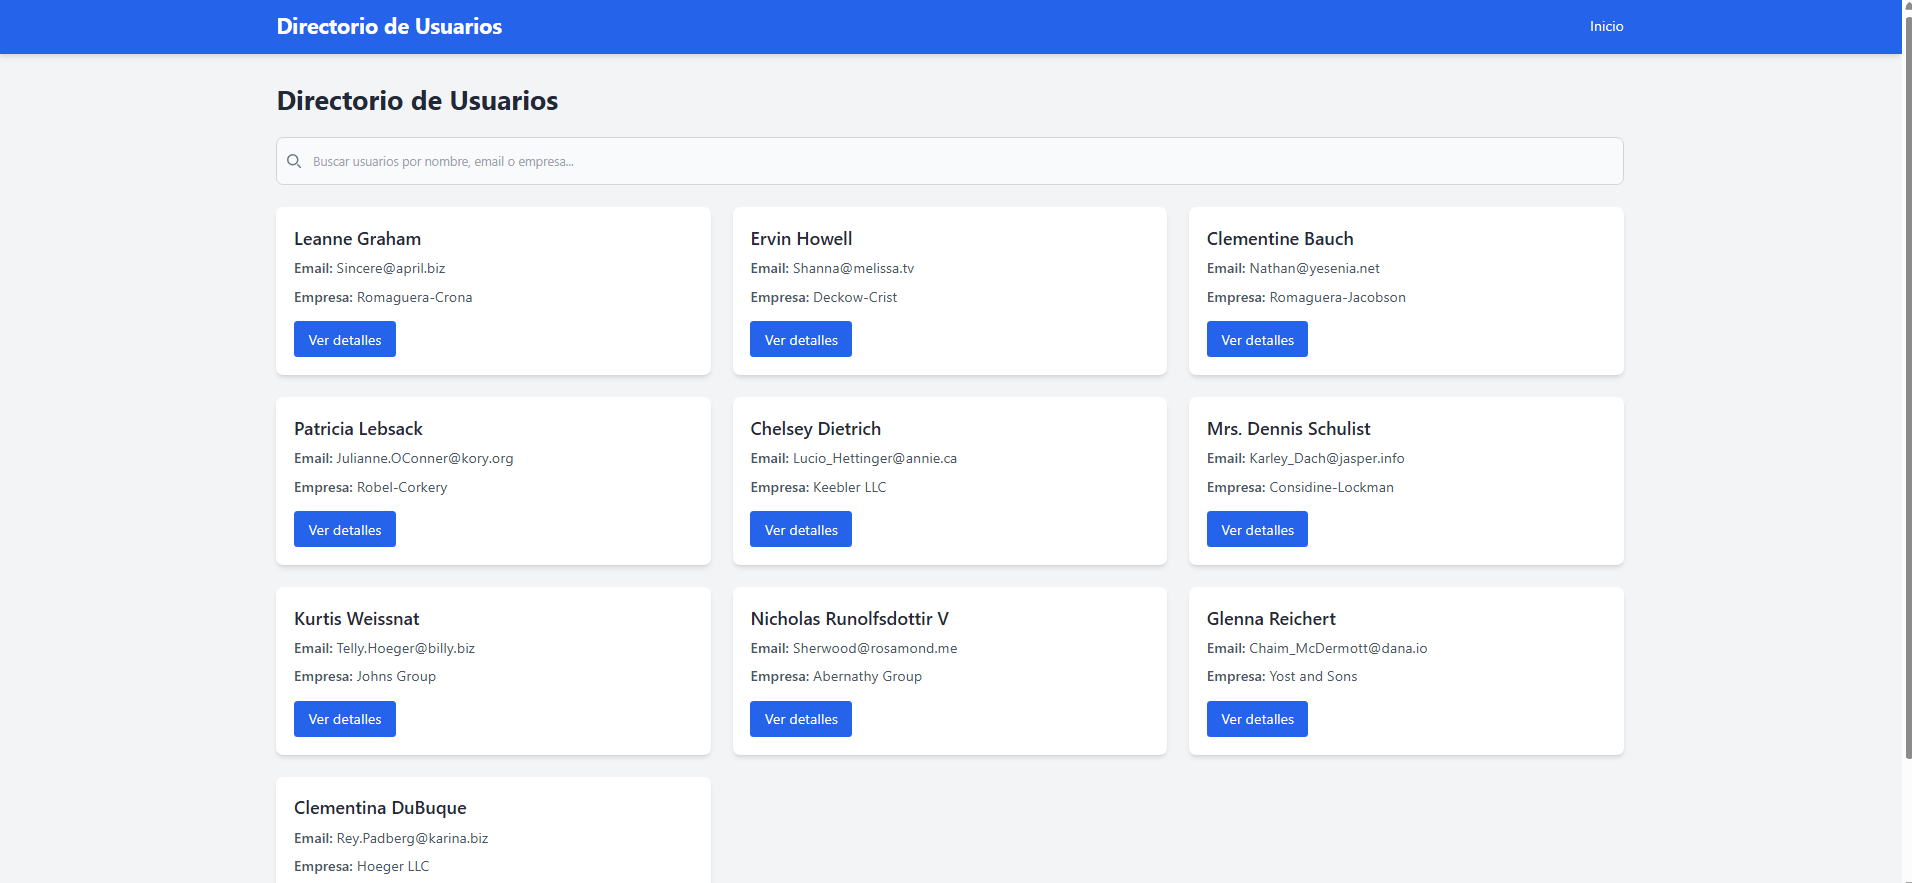 Directorio de Usuarios
Inicio
Directorio de Usuarios
Buscar usuarios por nombre, email o empresa...
Leanne Graham
Email: Sincere@april.biz
Empresa: Romaguera-Crona
Ver detalles
Ervin Howell
Email: Shanna@melissa.tv
Empresa: Deckow-Crist
Ver detalles
Clementine Bauch
Email: Nathan@yesenia.net
Empresa: Romaguera-Jacobson
Ver detalles
Patricia Lebsack
Email: Julianne.OConner@kory.org
Empresa: Robel-Corkery
Ver detalles
Chelsey Dietrich
Email: Lucio_Hettinger@annie.ca
Empresa: Keebler LLC
Ver detalles
Mrs. Dennis Schulist
Email: Karley_Dach@jasper.info
Empresa: Considine-Lockman
Ver detalles
Kurtis Weissnat
Email: Telly.Hoeger@billy.biz
Empresa: Johns Group
Ver detalles
Nicholas Runolfsdottir V
Email: Sherwood@rosamond.me
Empresa: Abernathy Group
Ver detalles
Glenna Reichert
Email: Chaim_McDermott@dana.io
Empresa: Yost and Sons
Ver detalles
Clementina DuBuque
Email: Rey.Padberg@karina.biz
Empresa: Hoeger LLC